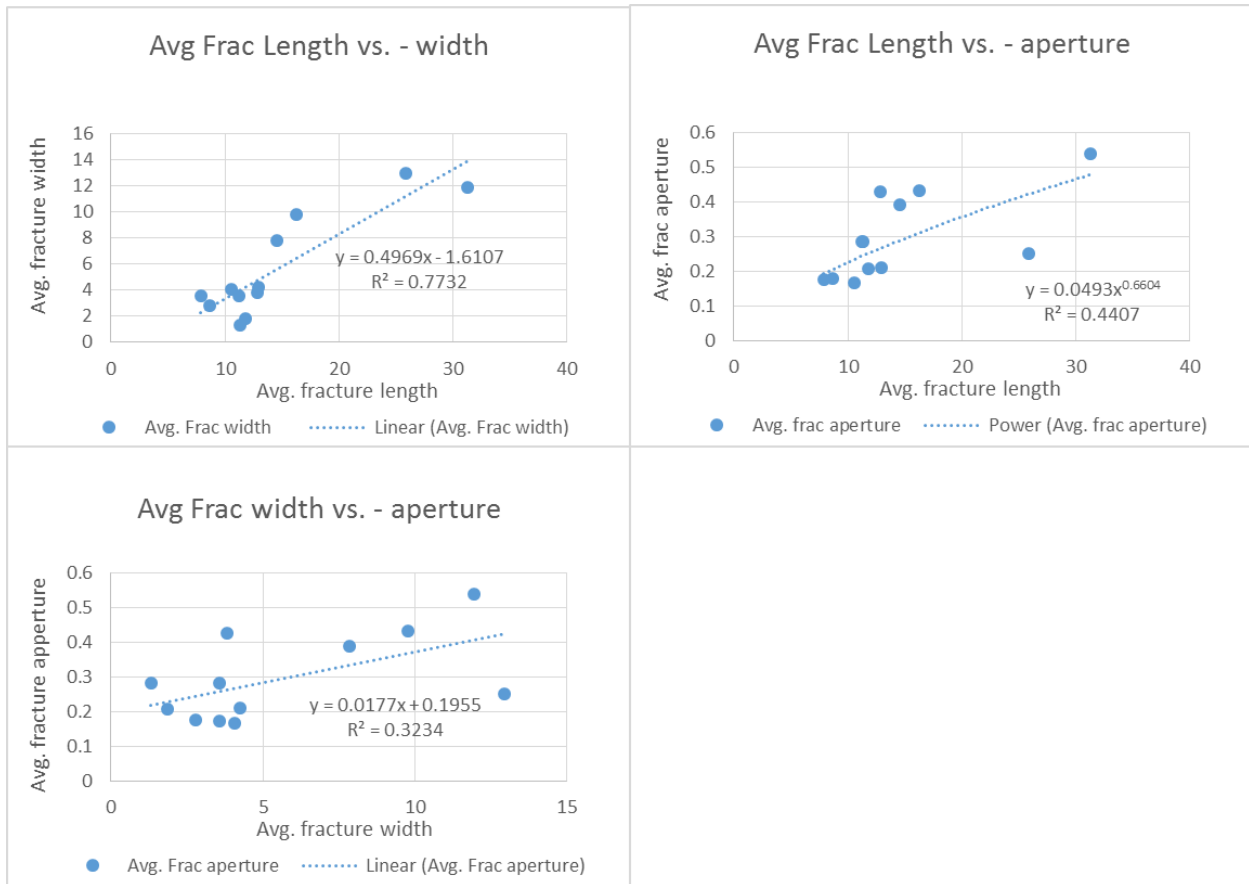 Avg Frac Length vs. - width
Avg. fracture width
16
14
12
10
8
6
4
2
0
y = 0.4969x - 1.6107
R² = 0.7732
0 10 20 30 40
Avg. fracture length
Avg. Frac width Linear (Avg. Frac width)
Avg Frac Length vs. - aperture
Avg. frac aperture
0.6
0.5
0.4
0.3
0.2
0.1
0
y = 0.0493x^0.6604
R² = 0.4407
0 10 20 30 40
Avg. fracture length
Avg. frac aperture Power (Avg. frac aperture)
Avg Frac width vs. - aperture
Avg. fracture apperture
0.6
0.5
0.4
0.3
0.2
0.1
0
y = 0.0177x + 0.1955
R² = 0.3234
0 5 10 15
Avg. fracture width
Avg. Frac aperture Linear (Avg. Frac aperture)